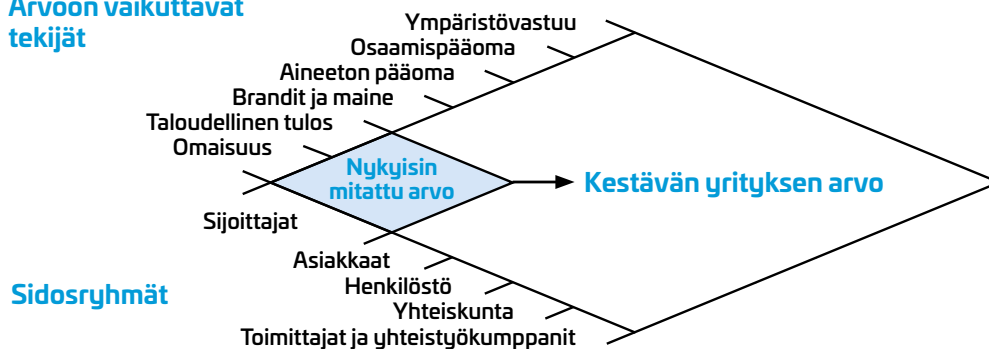 Arvoon vaikuttavat
tekijät
Ympäristövastuu
Osaamispääoma
Aineeton pääoma
Brandit ja maine
Taloudellinen tulos
Omaisuus
Nykyisin
mitattu arvo
Kestävän yrityksen arvo
Sijoittajat
Asiakkaat
Henkilöstö
Sidosryhmät
Yhteiskunta
Toimittajat ja yhteistyökumppanit